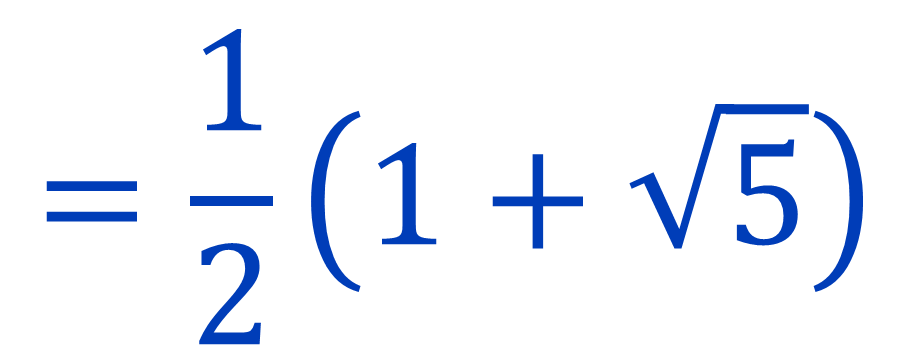 = 1/2 (1 + √5)